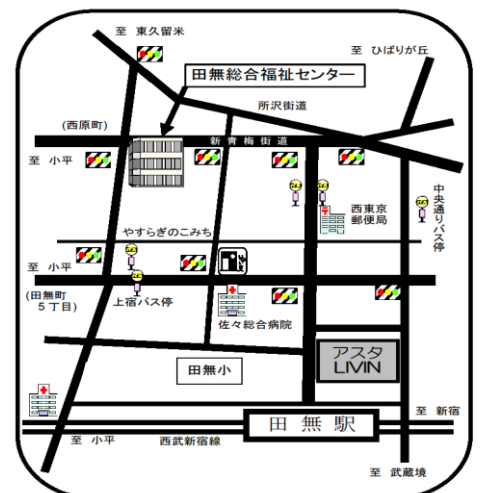 至 東久留米
至 ひばりが丘
田無総合福祉センター
所沢街道
(西原町)
新青梅街道
至 小平
西東京
郵便局
中央通りバス停
やすらぎのこみち
至 小平
(田無町
5丁目)
上宿バス停
佐々総合病院
アスタ
LIVIN
田無小
至 新宿
田無駅
至 小平
西武新宿線
至 武蔵境